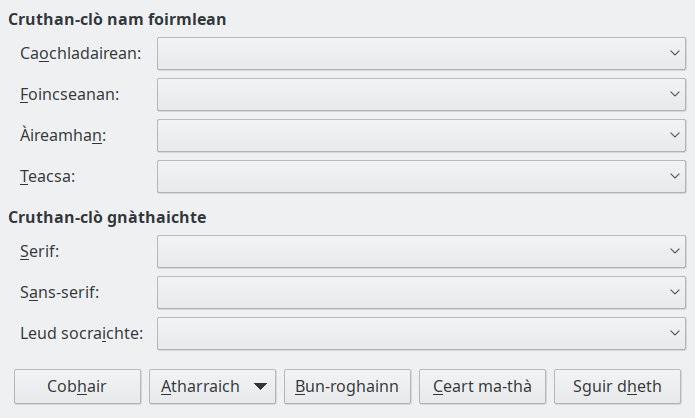 Cruthan-clò nam foirmlean
Caochladairean:
Foincseanan:
Àireamhan:
Teacsa:
Cruthan-clò gnàthaichte
Serif:
Sans-serif:
Leud socraichte:
Cobhair Atharraich Bun-roghainn Ceart ma-thà Sguir dheth